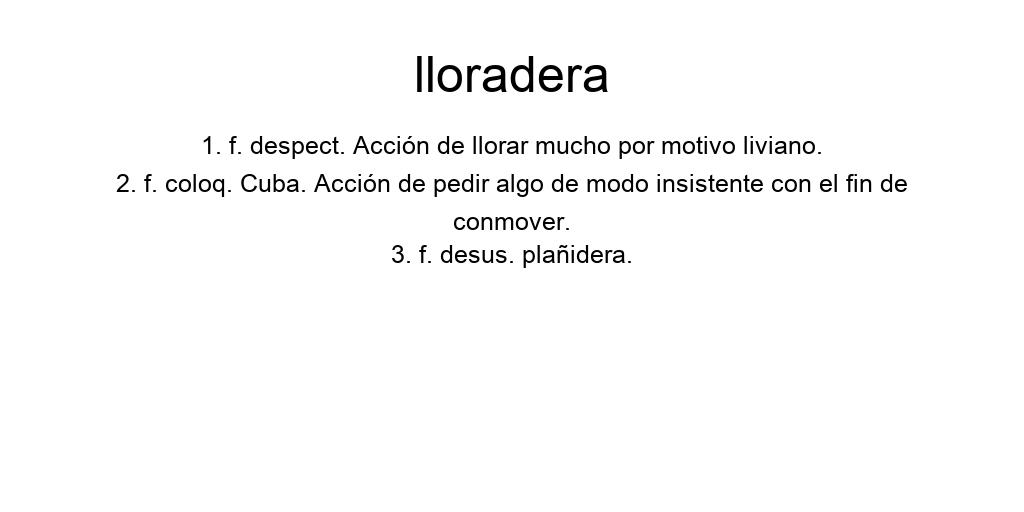 lloradera
1. f. despect. Acción de llorar mucho por motivo liviano.
2. f. coloq. Cuba. Acción de pedir algo de modo insistente con el fin de
conmover.
3. f. desus. plañidera.